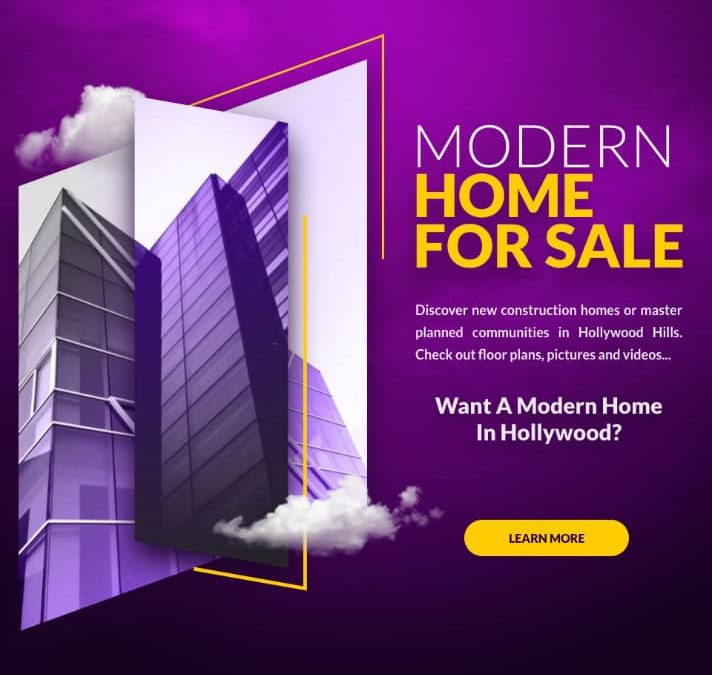 MODERN
HOME
FOR SALE
Discover new construction homes or master
planned communities in Hollywood Hills.
Check out floor plans, pictures and videos...
Want A Modern Home
In Hollywood?
LEARN MORE